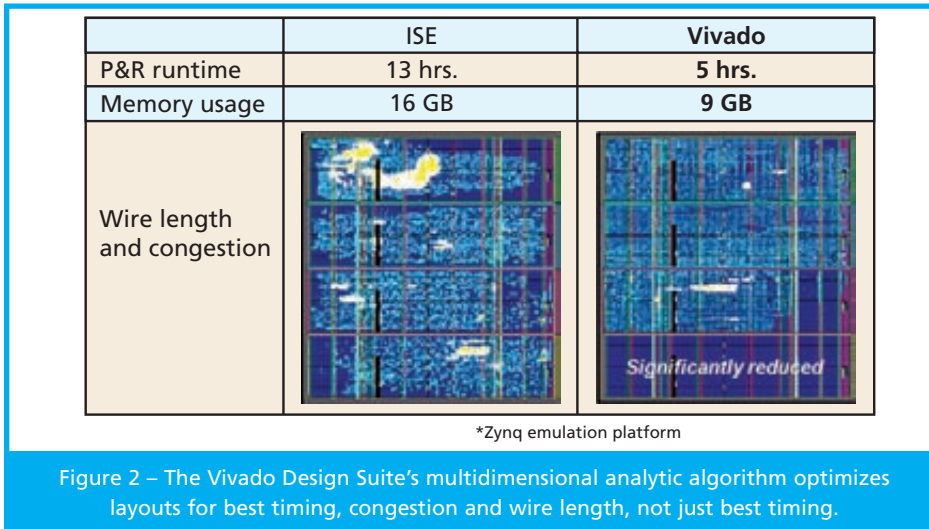 ISE Vivado
P&R runtime 13 hrs. 5 hrs.
Memory usage 16 GB 9 GB
Wire length
and congestion
Significantly reduced
*Zynq emulation platform
Figure 2 – The Vivado Design Suite's multidimensional analytic algorithm optimizes
layouts for best timing, congestion and wire length, not just best timing.